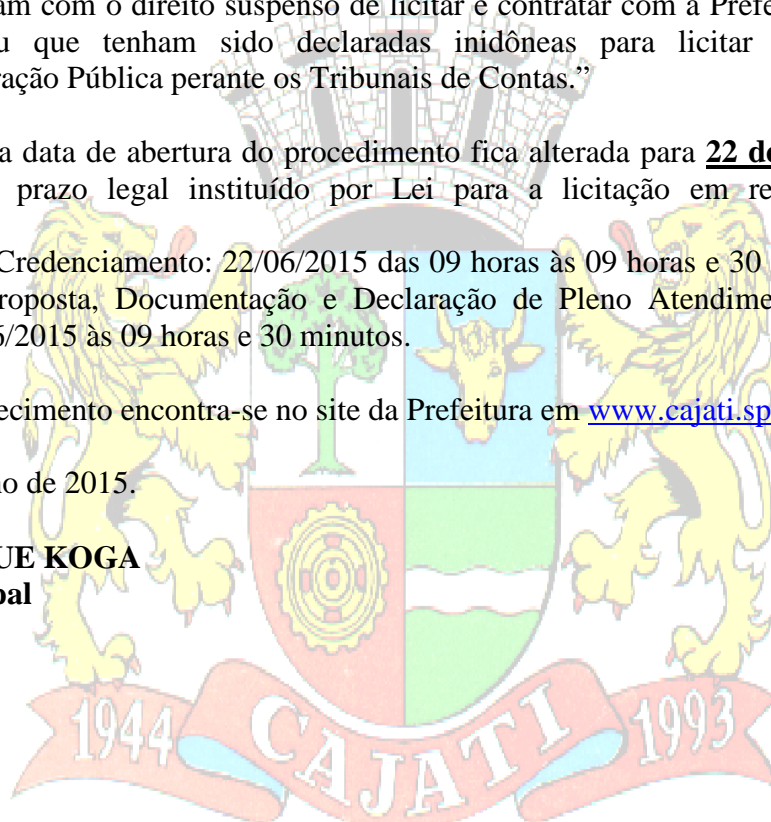 am com o direito suspenso de licitar e contratar com a Prefe
u que tenham sido declaradas inidôneas para licitar
ração Pública perante os Tribunais de Contas.”
a data de abertura do procedimento fica alterada para 22 de
prazo legal instituído por Lei para a licitação em re
Credenciamento: 22/06/2015 das 09 horas às 09 horas e 30
roposta, Documentação e Declaração de Pleno Atendime
6/2015 às 09 horas e 30 minutos.
ecimento encontra-se no site da Prefeitura em www.cajati.sp
ho de 2015.
UE KOGA
pal
1944 CAJATI 1993